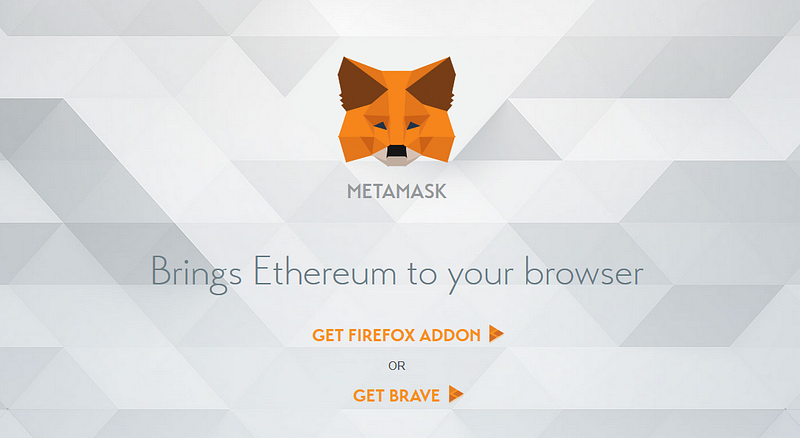 METAMASK
Brings Ethereum to your browser
GET FIREFOX ADDON
OR
GET BRAVE